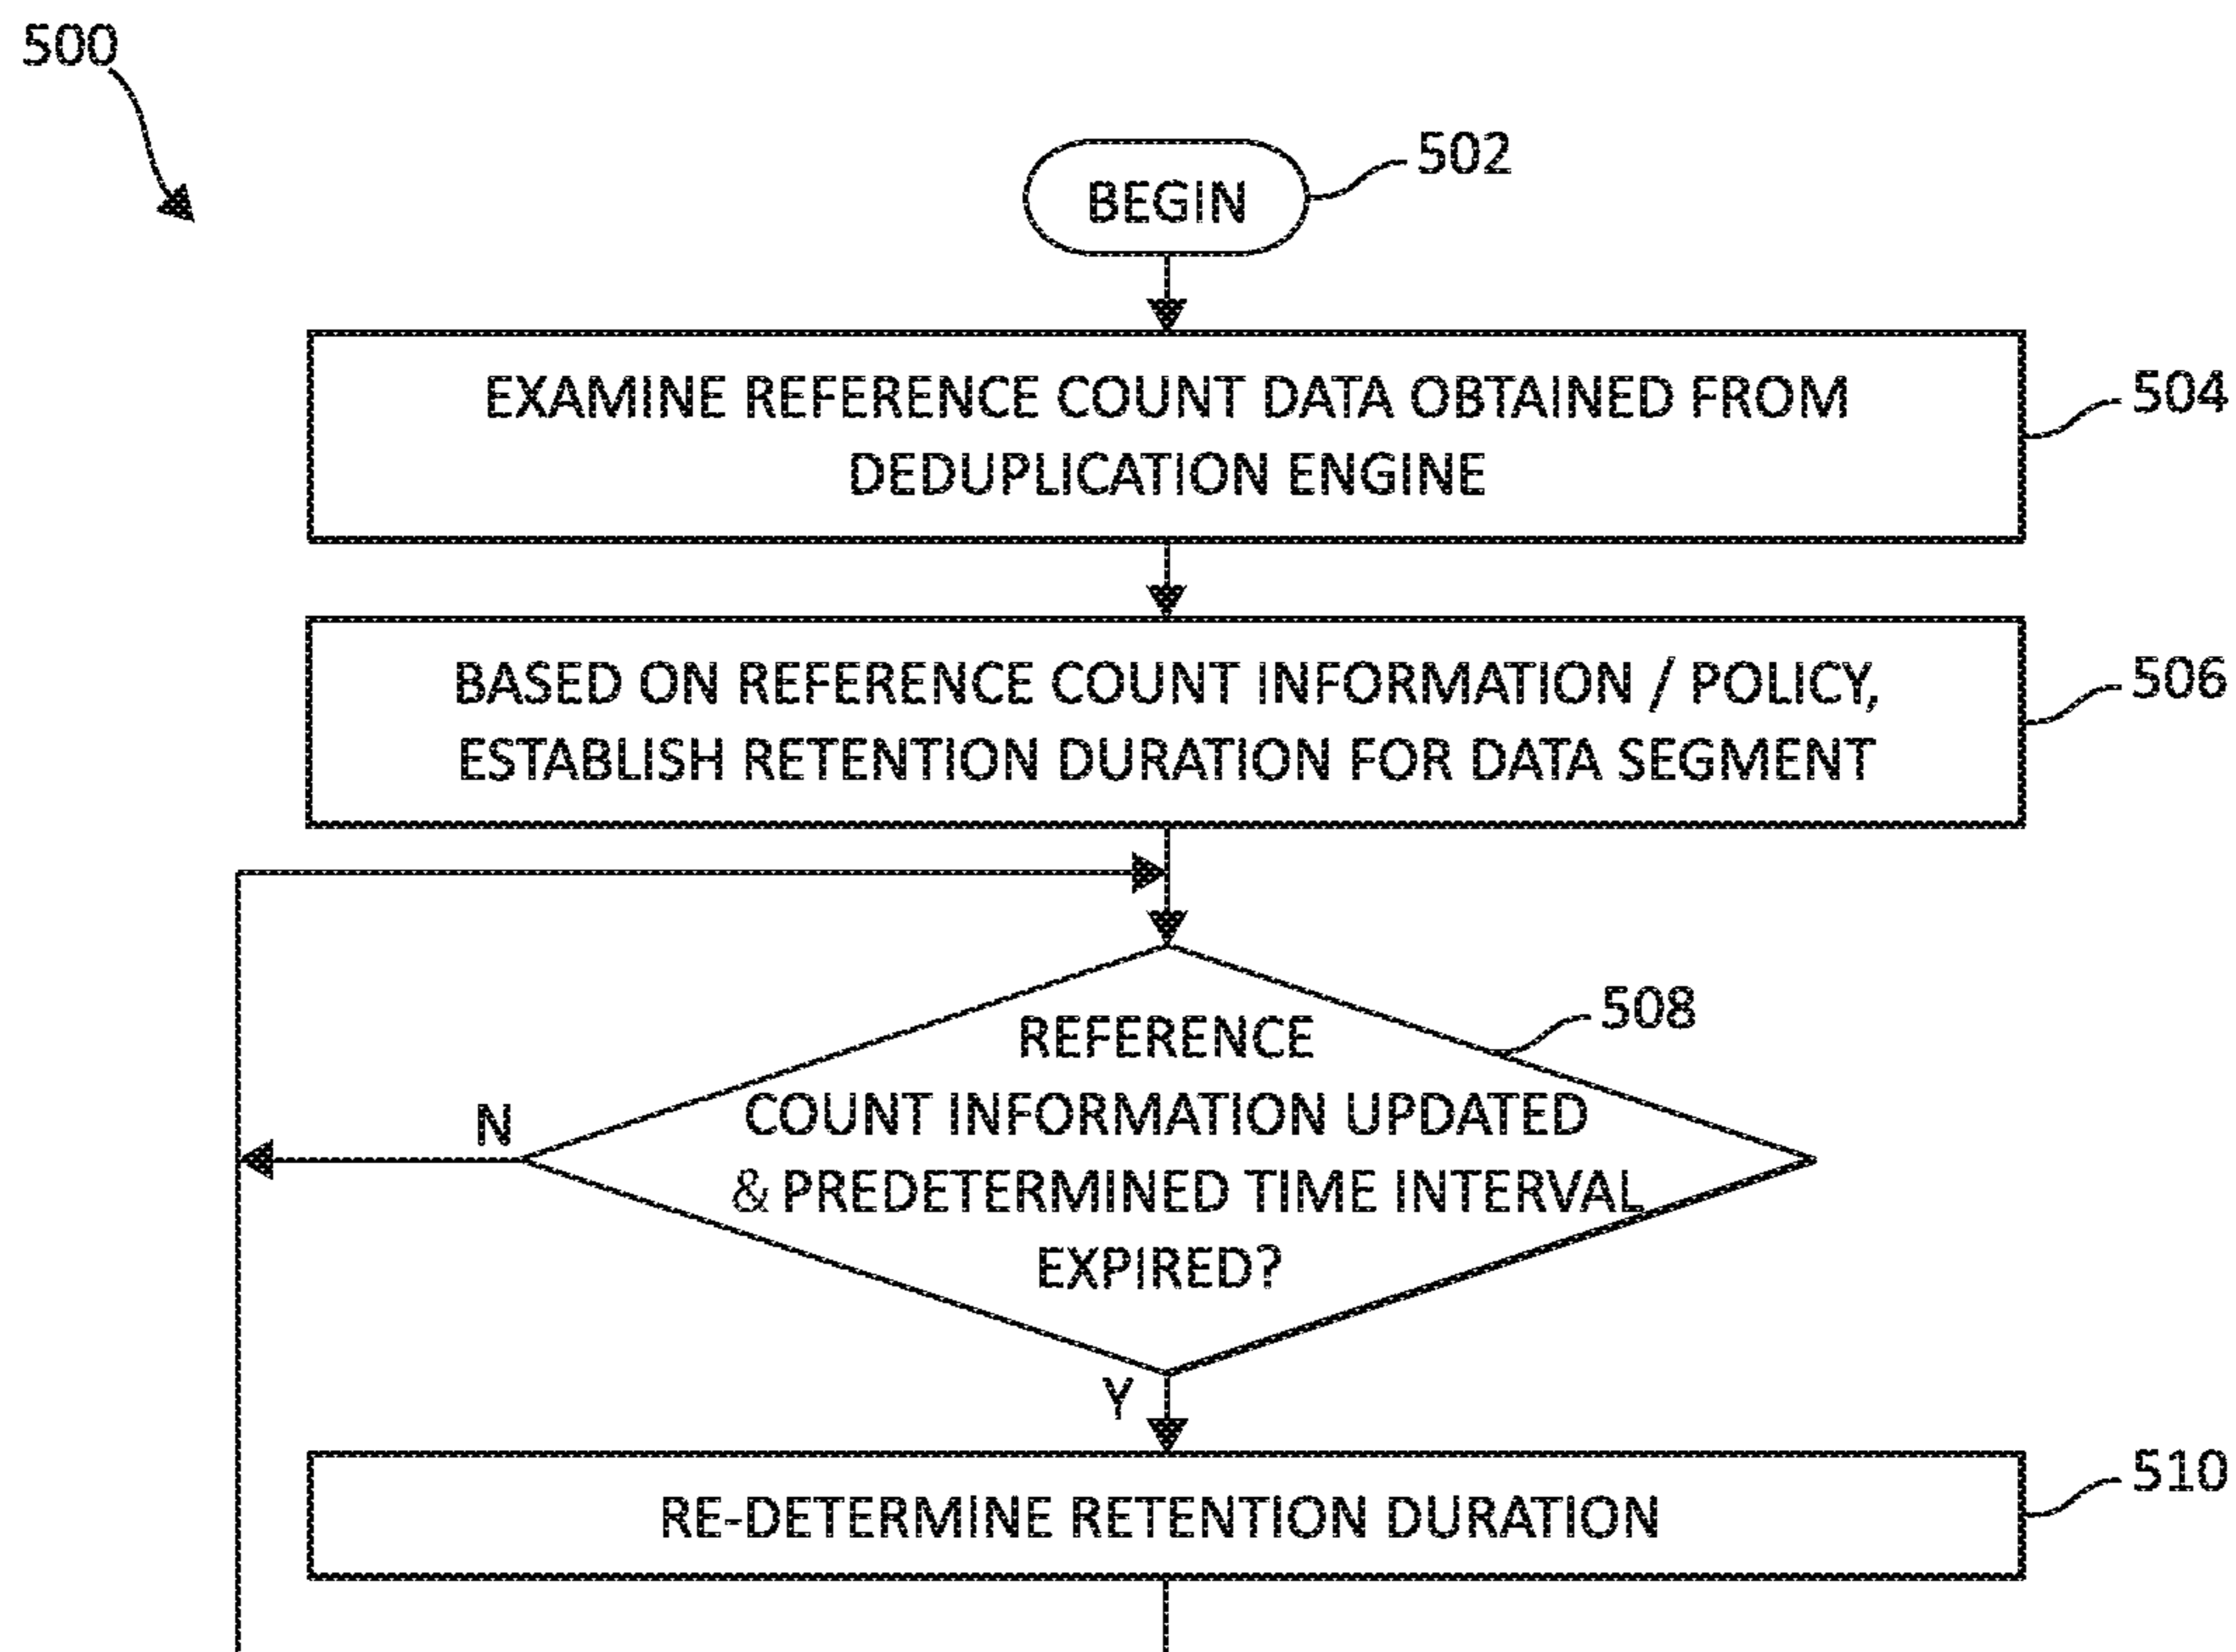 500
BEGIN
502
EXAMINE REFERENCE COUNT DATA OBTAINED FROM
DEDUPLICATION ENGINE
504
BASED ON REFERENCE COUNT INFORMATION / POLICY,
ESTABLISH RETENTION DURATION FOR DATA SEGMENT
506
REFERENCE
COUNT INFORMATION UPDATED
& PREDETERMINED TIME INTERVAL
EXPIRED?
508
N
Y
RE-DETERMINE RETENTION DURATION
510